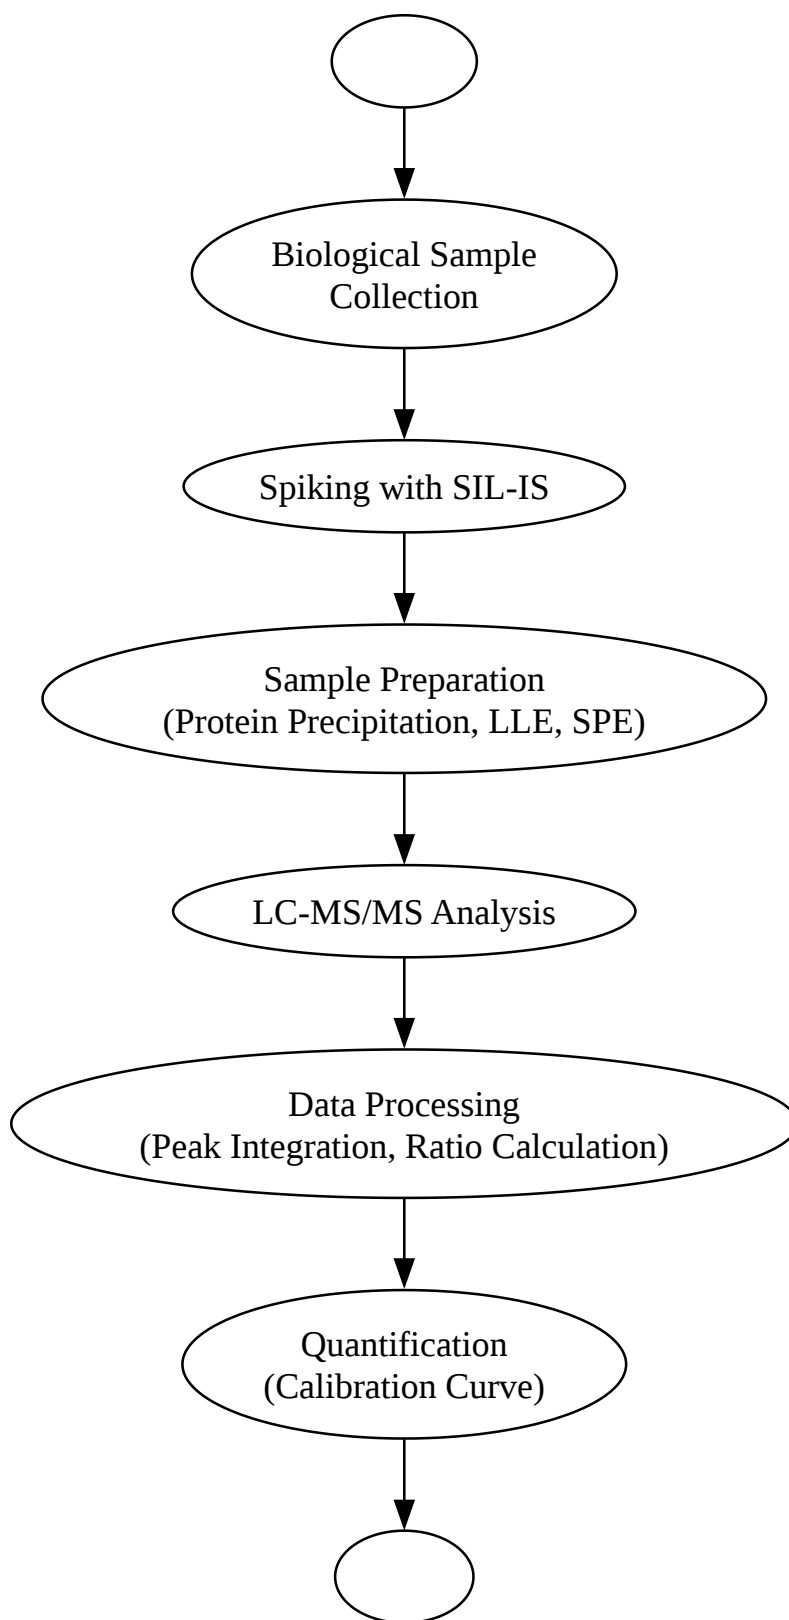 Biological Sample
Collection
Spiking with SIL-IS
Sample Preparation
(Protein Precipitation, LLE, SPE)
LC-MS/MS Analysis
Data Processing
(Peak Integration, Ratio Calculation)
Quantification
(Calibration Curve)